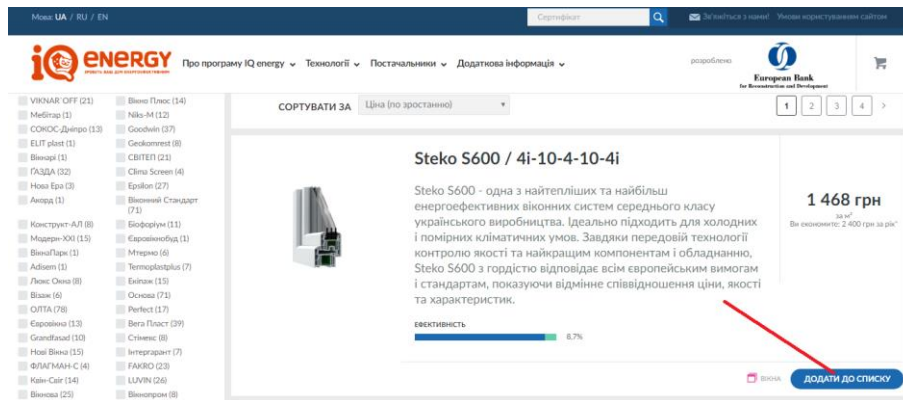 Мова: UA / RU / EN
Сертифікат
Зв'яжіться з нами!
Умови користуванням сайтом
iQ energy
Про програму IQ energy
Технології
Постачальники
Додаткова інформація
розроблено
European Bank
for Reconstruction and Development
VIKNAR`OFF (21)
Вікно Плюс (14)
Мебітар (1)
Niks-M (12)
СОКОС-Дніпро (13)
Goodwin (37)
ELIT plast (1)
Geokomrest (8)
Вікнарі (1)
СВІТЕП (21)
ҐАЗДА (32)
Clima Screen (4)
Нова Ера (3)
Epsilon (27)
Акорд (1)
Віконний Стандарт
(71)
Конструкт-АЛ (8)
Біофоріум (11)
Модерн-XXI (15)
Євровікнобуд (1)
ВікнаПарк (1)
Мтермо (6)
Adisem (1)
Termoplastplus (7)
Люкс Окна (8)
Екіпаж (15)
Візаж (6)
Основа (71)
ОЛТА (78)
Perfect (17)
Євровікна (13)
Вега Пласт (39)
Grandfasad (10)
Стімекс (8)
Нові Вікна (15)
Інтергарант (7)
ФЛАГМАН-С (4)
FAKRO (23)
Квін-Світ (14)
LUVIN (26)
Вікнова (25)
Вікнопром (8)
СОРТУВАТИ ЗА
Ціна (по зростанню)
1 2 3 4 >
Steko S600 / 4i-10-4-10-4i
Steko S600 - одна з найтепліших та найбільш
енергоефективних віконних систем середнього класу
українського виробництва. Ідеально підходить для холодних
і помірних кліматичних умов. Завдяки передовій технології
контролю якості та найкращим компонентам і обладнанню,
Steko S600 з гордістю відповідає всім європейським вимогам
і стандартам, показуючи відмінне співвідношення ціни, якості
та характеристик.
ЕФЕКТИВНІСТЬ
8,7%
1 468 грн
за м²
Ви економите: 2 400 грн за рік*
ВІКНА
ДОДАТИ ДО СПИСКУ